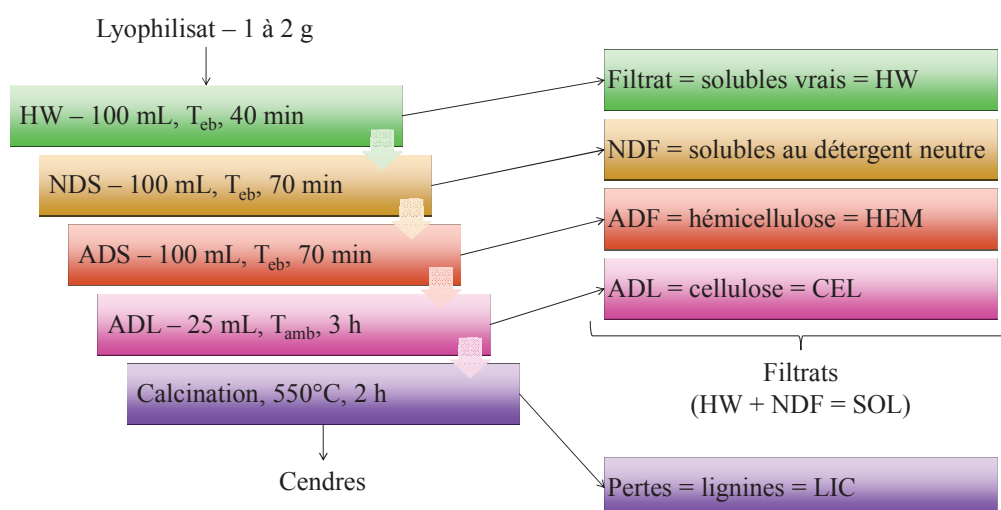 Lyophilisat – 1 à 2 g
HW – 100 mL, Teb, 40 min
NDS – 100 mL, Teb, 70 min
ADS – 100 mL, Teb, 70 min
ADL – 25 mL, Tamb, 3 h
Calcination, 550°C, 2 h
Cendres
Filtrat = solubles vrais = HW
NDF = solubles au détergent neutre
ADF = hémicellulose = HEM
ADL = cellulose = CEL
Filtrats
(HW + NDF = SOL)
Pertes = lignines = LIC